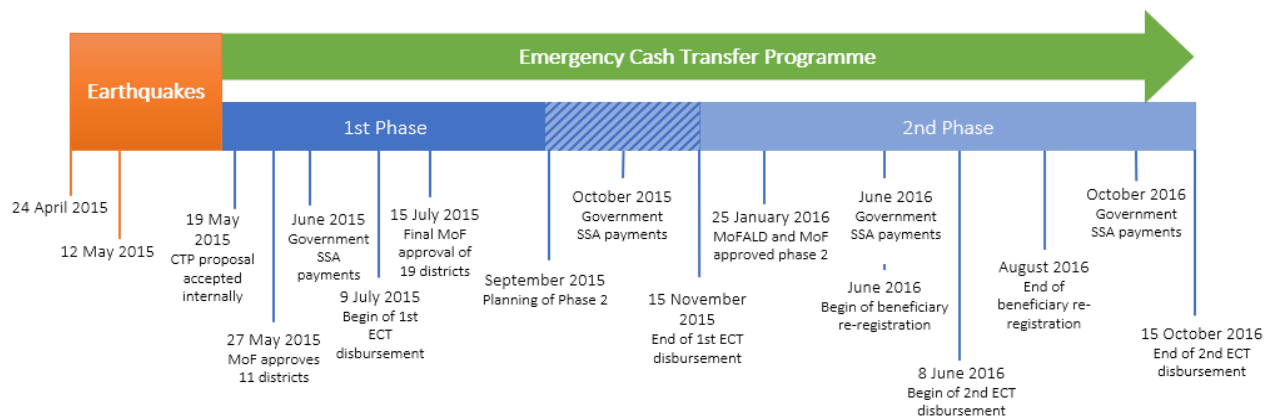 Emergency Cash Transfer Programme
Earthquakes
1st Phase
2nd Phase
24 April 2015
12 May 2015
19 May
2015
CTP proposal
accepted
internally
27 May 2015
MoF approves
11 districts
June 2015
Government
SSA
payments
9 July 2015
Begin of 1st
ECT
disbursement
15 July 2015
Final MoF
approval of
19 districts
September 2015
Planning of Phase 2
October 2015
Government
SSA payments
15 November
2015
End of 1st ECT
disbursement
25 January 2016
MoFALD and MoF
approved phase 2
June 2016
Government
SSA payments
June 2016
Begin of beneficiary
re-registration
8 June 2016
Begin of 2nd ECT
disbursement
August 2016
End of
beneficiary re-
registration
October 2016
Government
SSA payments
15 October 2016
End of 2nd ECT
disbursement